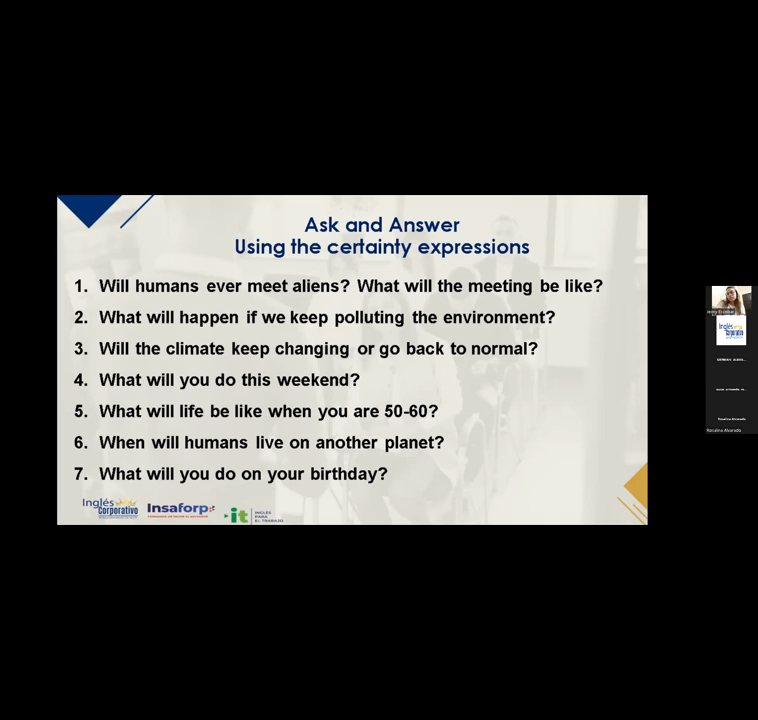 Ask and Answer
Using the certainty expressions
1. Will humans ever meet aliens? What will the meeting be like?
2. What will happen if we keep polluting the environment?
3. Will the climate keep changing or go back to normal?
4. What will you do this weekend?
5. What will life be like when you are 50-60?
6. When will humans live on another planet?
7. What will you do on your birthday?
Inglés
Corporativo
Insaforp
it
INGLÉS
PARA
EL TRABAJO
Inglés
Corporativo
Rosalina Alvarado
Rosalina Alvarado